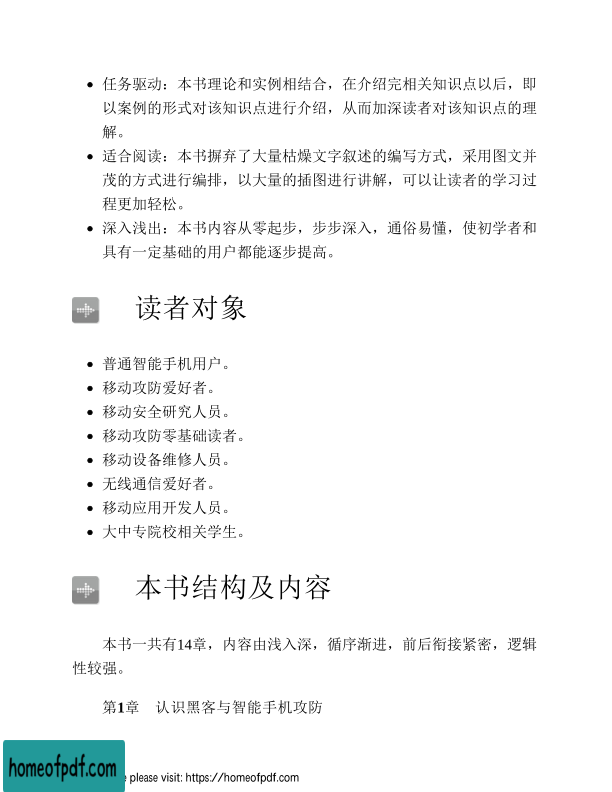 • 任务驱动：本书理论和实例相结合，在介绍完相关知识点以后，即
以案例的形式对该知识点进行介绍，从而加深读者对该知识点的理
解。
• 适合阅读：本书摒弃了大量枯燥文字叙述的编写方式，采用图文并
茂的方式进行编排，以大量的插图进行讲解，可以让读者的学习过
程更加轻松。
• 深入浅出：本书内容从零起步，步步深入，通俗易懂，使初学者和
具有一定基础的用户都能逐步提高。
读者对象
• 普通智能手机用户。
• 移动攻防爱好者。
• 移动安全研究人员。
• 移动攻防零基础读者。
• 移动设备维修人员。
• 无线通信爱好者。
• 移动应用开发人员。
• 大中专院校相关学生。
本书结构及内容
本书一共有14章，内容由浅入深，循序渐进，前后衔接紧密，逻辑
性较强。
第1章 认识黑客与智能手机攻防
homeofpdf.com
please visit: https://homeofpdf.com